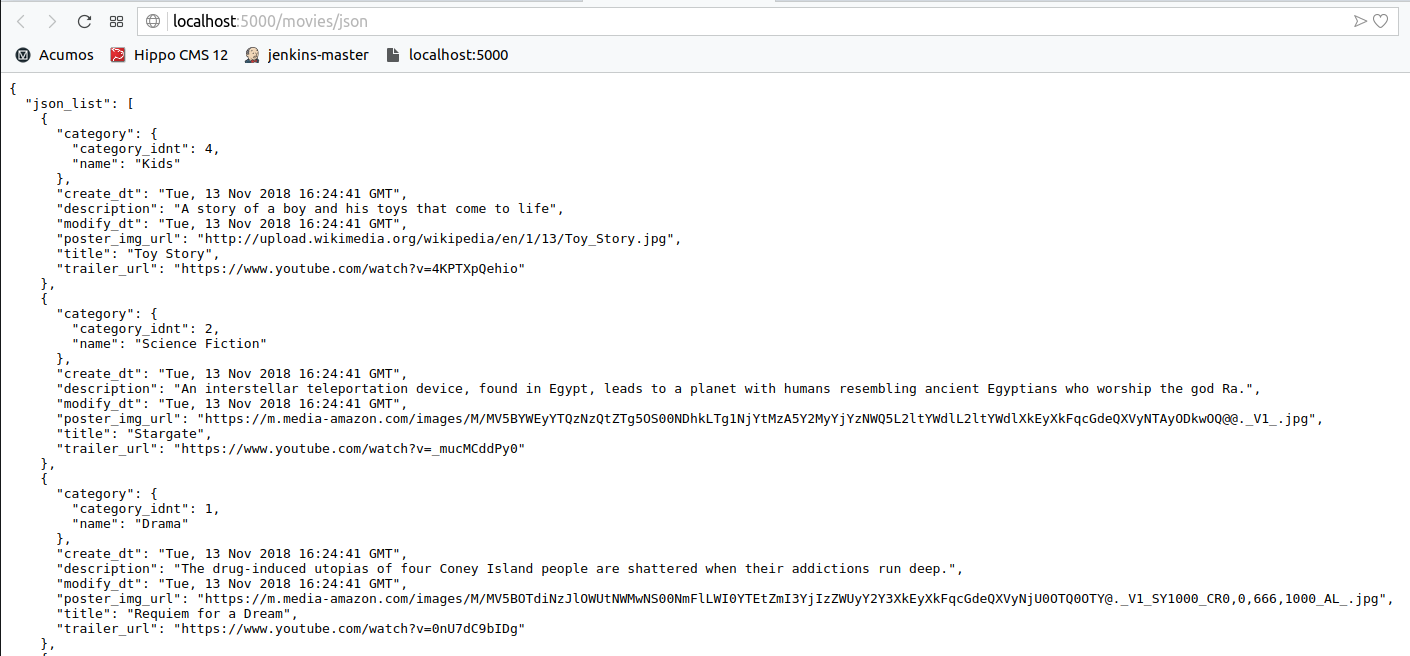 localhost:5000/movies/json
Acumos Hippo CMS 12 jenkins-master localhost:5000
{
  "json_list": [
    {
      "category": {
        "category_idnt": 4,
        "name": "Kids"
      },
      "create_dt": "Tue, 13 Nov 2018 16:24:41 GMT",
      "description": "A story of a boy and his toys that come to life",
      "modify_dt": "Tue, 13 Nov 2018 16:24:41 GMT",
      "poster_img_url": "http://upload.wikimedia.org/wikipedia/en/1/13/Toy_Story.jpg",
      "title": "Toy Story",
      "trailer_url": "https://www.youtube.com/watch?v=4KPTXpQehio"
    },
    {
      "category": {
        "category_idnt": 2,
        "name": "Science Fiction"
      },
      "create_dt": "Tue, 13 Nov 2018 16:24:41 GMT",
      "description": "An interstellar teleportation device, found in Egypt, leads to a planet with humans resembling ancient Egyptians who worship the god Ra.",
      "modify_dt": "Tue, 13 Nov 2018 16:24:41 GMT",
      "poster_img_url": "https://m.media-amazon.com/images/M/MV5BYWEyYTQzNzQtZTg5OS00NDhkLTg1NjYtMzA5Y2MyYjYzNWQ5L2ltYWdlL2ltYWdlXkEyXkFqcGdeQXVyNTAyODkwOQ@@._V1_.jpg",
      "title": "Stargate",
      "trailer_url": "https://www.youtube.com/watch?v=_mucMCddPy0"
    },
    {
      "category": {
        "category_idnt": 1,
        "name": "Drama"
      },
      "create_dt": "Tue, 13 Nov 2018 16:24:41 GMT",
      "description": "The drug-induced utopias of four Coney Island people are shattered when their addictions run deep.",
      "modify_dt": "Tue, 13 Nov 2018 16:24:41 GMT",
      "poster_img_url": "https://m.media-amazon.com/images/M/MV5BOTdiNzJlOWUtNWMwNS00NmFlLWI0YTEtZmI3YjIzZWUyY2Y3XkEyXkFqcGdeQXVyNjU0OTQ0OTY@._V1_SY1000_CR0,0,666,1000_AL_.jpg",
      "title": "Requiem for a Dream",
      "trailer_url": "https://www.youtube.com/watch?v=0nU7dC9bIDg"
    },